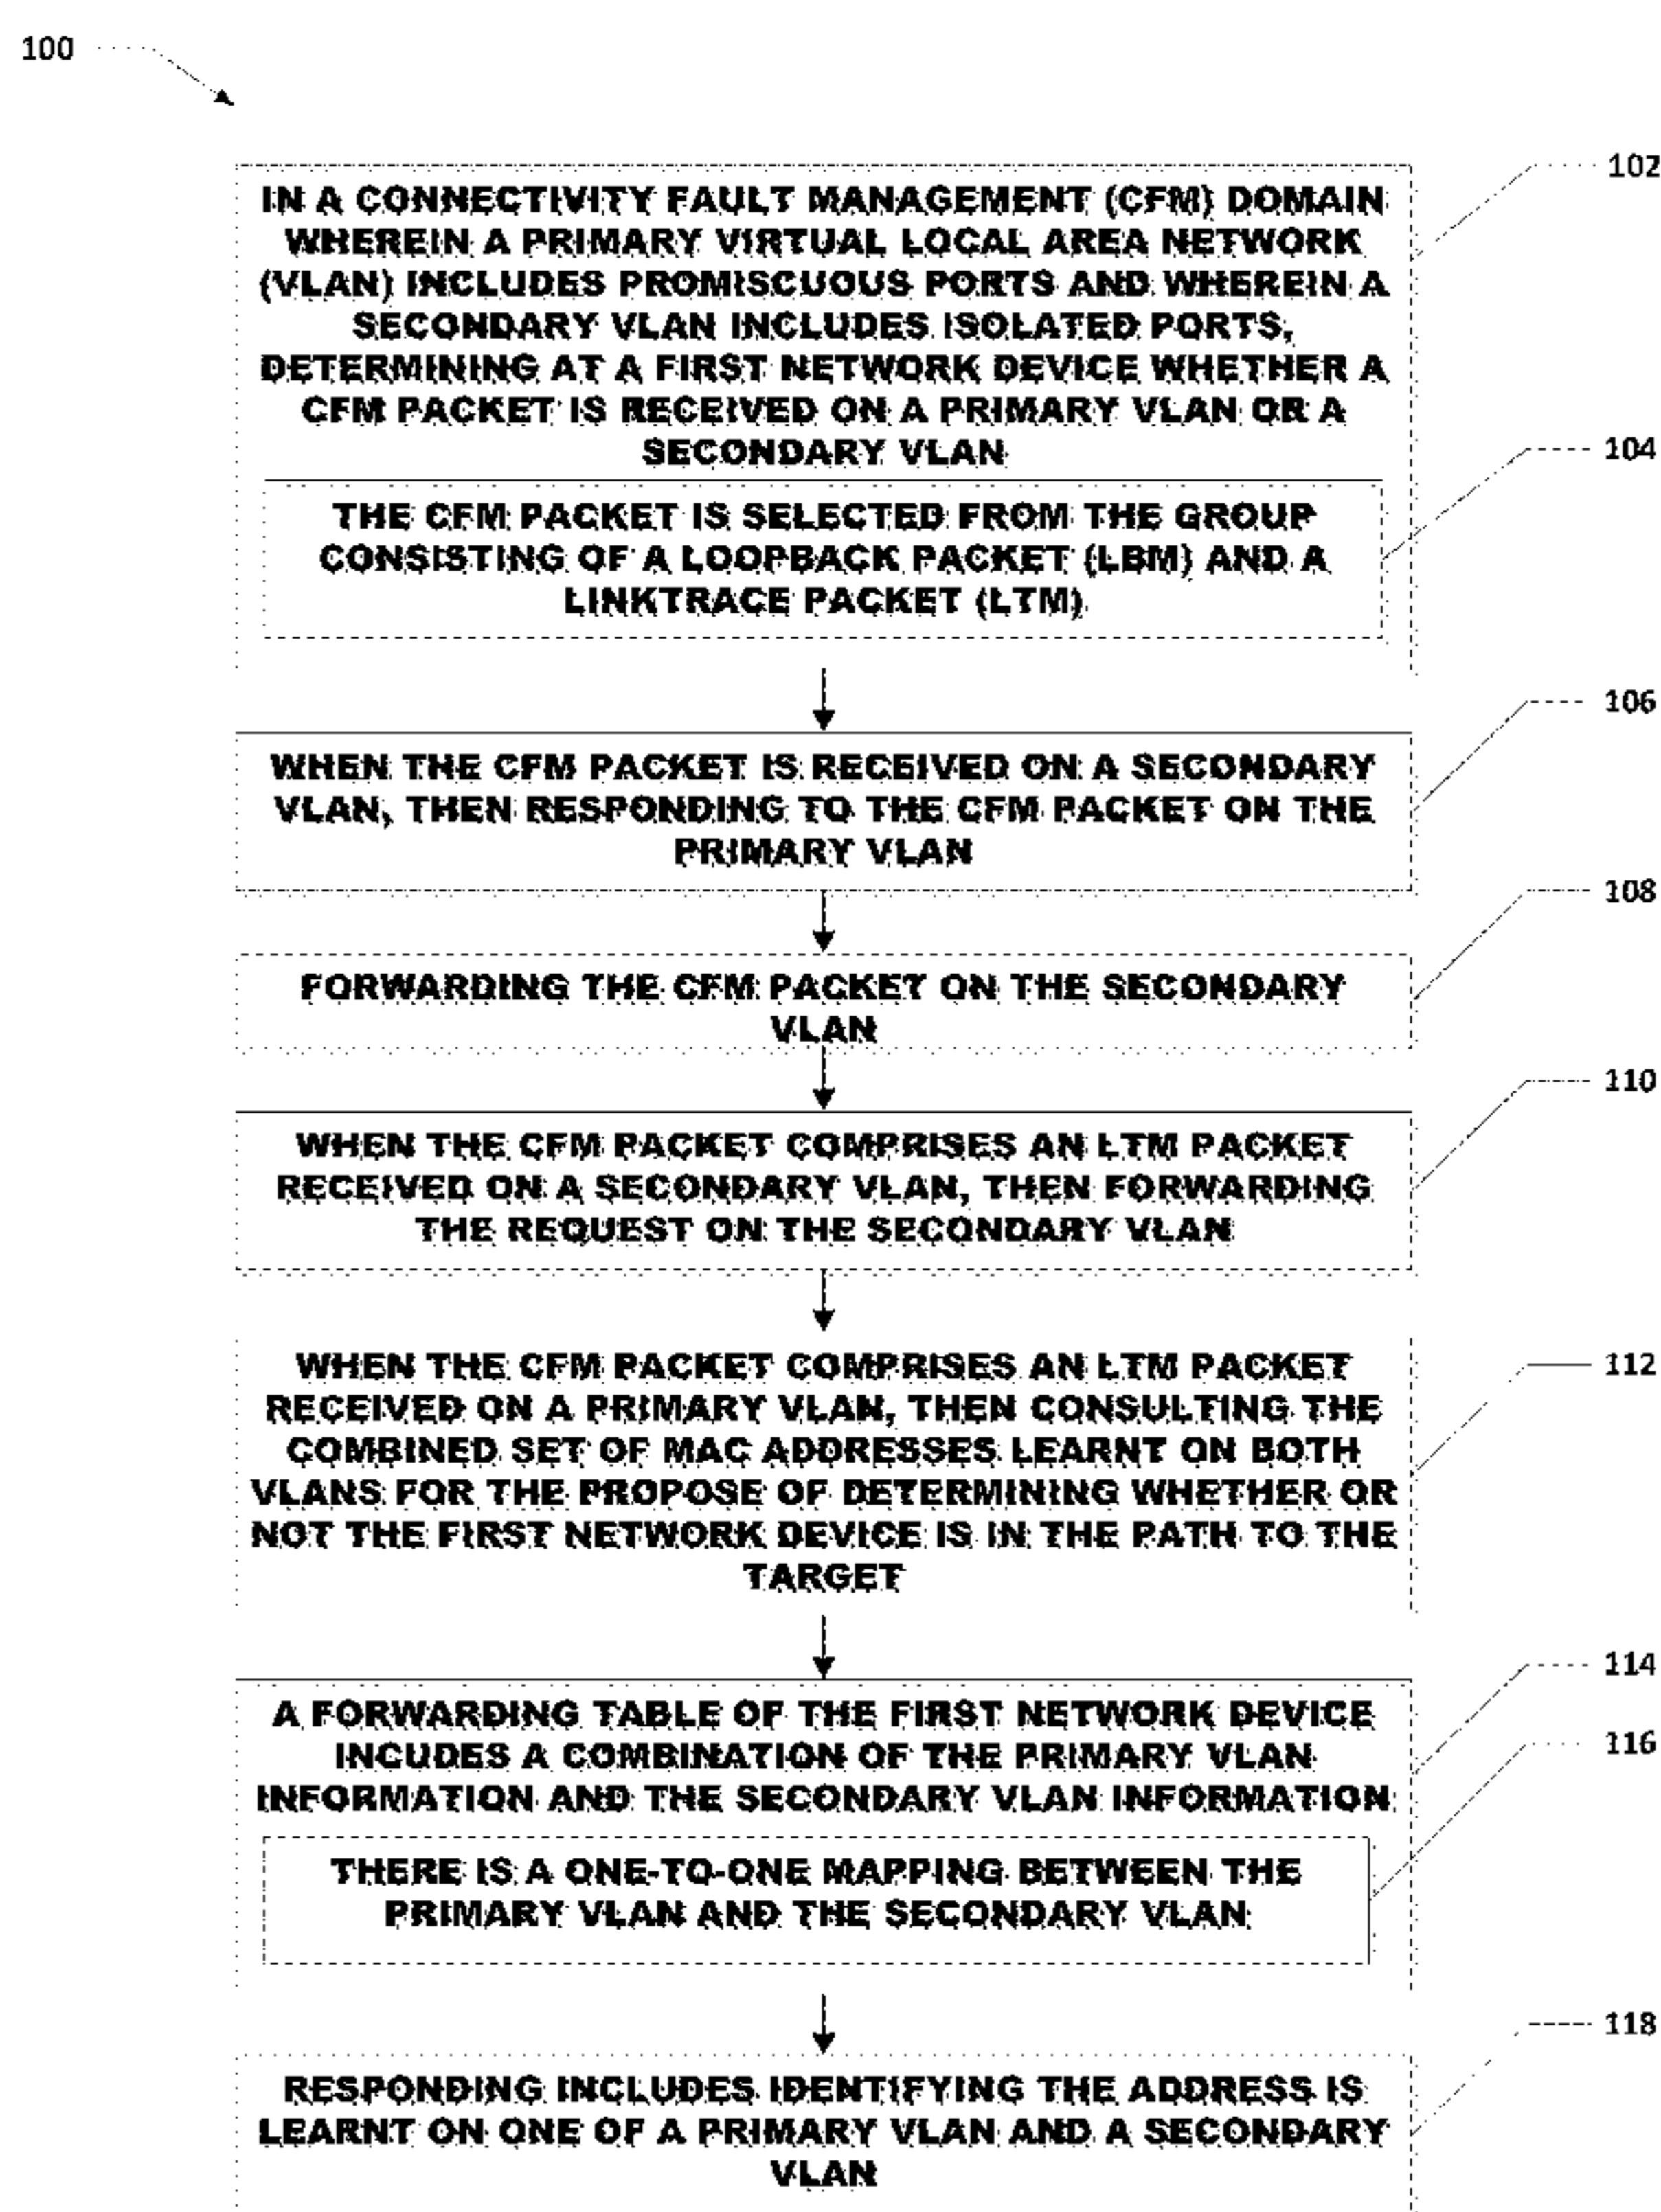 100
102
IN A CONNECTIVITY FAULT MANAGEMENT (CFM) DOMAIN
WHEREIN A PRIMARY VIRTUAL LOCAL AREA NETWORK
(VLAN) INCLUDES PROMISCUOUS PORTS AND WHEREIN A
SECONDARY VLAN INCLUDES ISOLATED PORTS,
DETERMINING AT A FIRST NETWORK DEVICE WHETHER A
CFM PACKET IS RECEIVED ON A PRIMARY VLAN OR A
SECONDARY VLAN
104
THE CFM PACKET IS SELECTED FROM THE GROUP
CONSISTING OF A LOOPBACK PACKET (LBM) AND A
LINKTRACE PACKET (LTM)
106
WHEN THE CFM PACKET IS RECEIVED ON A SECONDARY
VLAN, THEN RESPONDING TO THE CFM PACKET ON THE
PRIMARY VLAN
108
FORWARDING THE CFM PACKET ON THE SECONDARY
VLAN
110
WHEN THE CFM PACKET COMPRISES AN LTM PACKET
RECEIVED ON A SECONDARY VLAN, THEN FORWARDING
THE REQUEST ON THE SECONDARY VLAN
112
WHEN THE CFM PACKET COMPRISES AN LTM PACKET
RECEIVED ON A PRIMARY VLAN, THEN CONSULTING THE
COMBINED SET OF MAC ADDRESSES LEARNT ON BOTH
VLANS FOR THE PROPOSE OF DETERMINING WHETHER OR
NOT THE FIRST NETWORK DEVICE IS IN THE PATH TO THE
TARGET
114
A FORWARDING TABLE OF THE FIRST NETWORK DEVICE
INCUDES A COMBINATION OF THE PRIMARY VLAN
INFORMATION AND THE SECONDARY VLAN INFORMATION
116
THERE IS A ONE-TO-ONE MAPPING BETWEEN THE
PRIMARY VLAN AND THE SECONDARY VLAN
118
RESPONDING INCLUDES IDENTIFYING THE ADDRESS IS
LEARNT ON ONE OF A PRIMARY VLAN AND A SECONDARY
VLAN